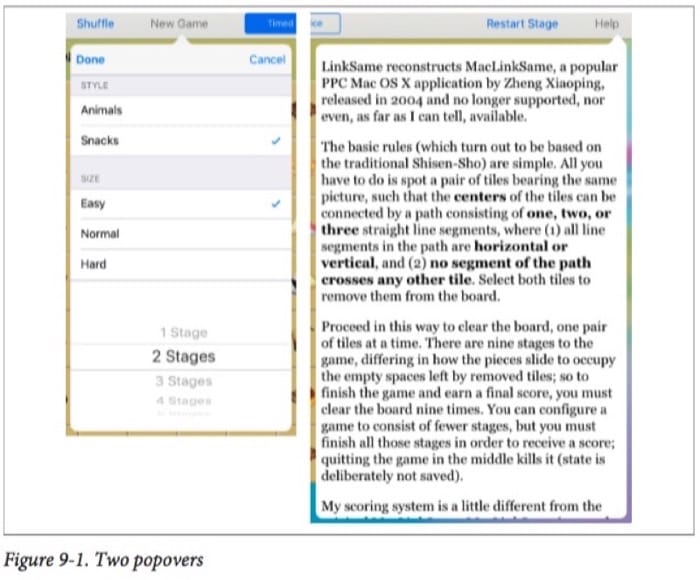 Shuffle New Game Timed
Done Cancel
STYLE
Animals
Snacks
SIZE
Easy
Normal
Hard
1 Stage
2 Stages
3 Stages
4 Stages
ice Restart Stage Help
LinkSame reconstructs MacLinkSame, a popular
PPC Mac OS X application by Zheng Xiaoping,
released in 2004 and no longer supported, nor
even, as far as I can tell, available.
The basic rules (which turn out to be based on
the traditional Shisen-Sho) are simple. All you
have to do is spot a pair of tiles bearing the same
picture, such that the centers of the tiles can be
connected by a path consisting of one, two, or
three straight line segments, where (1) all line
segments in the path are horizontal or
vertical, and (2) no segment of the path
crosses any other tile. Select both tiles to
remove them from the board.
Proceed in this way to clear the board, one pair
of tiles at a time. There are nine stages to the
game, differing in how the pieces slide to occupy
the empty spaces left by removed tiles; so to
finish the game and earn a final score, you must
clear the board nine times. You can configure a
game to consist of fewer stages, but you must
finish all those stages in order to receive a score;
quitting the game in the middle kills it (state is
deliberately not saved).
My scoring system is a little different from the
Figure 9-1. Two popovers